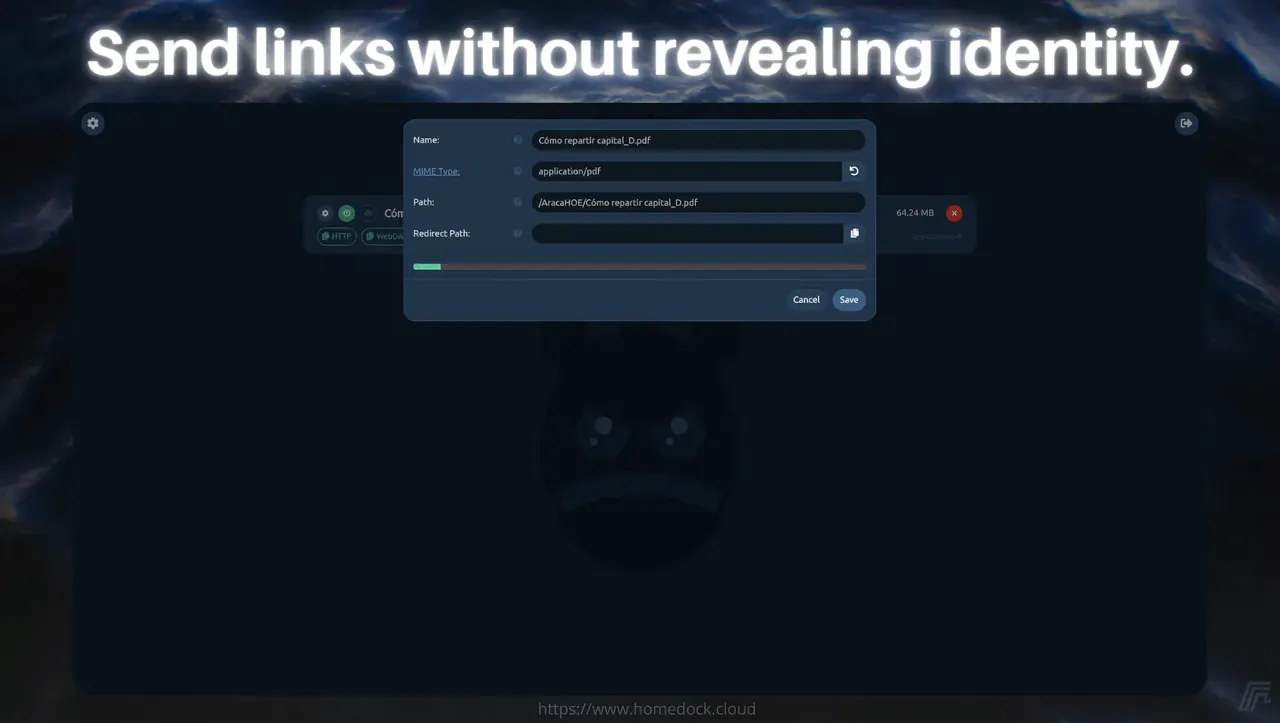 Send links without revealing identity.
Name:
Cómo repartir capital_D.pdf
MIME Type:
application/pdf
Path:
/AracaHOE/Cómo repartir capital_D.pdf
Redirect Path:
Cóm
64.24 MB
HTTP
WebDA
Cancel
Save
https://www.homedock.cloud